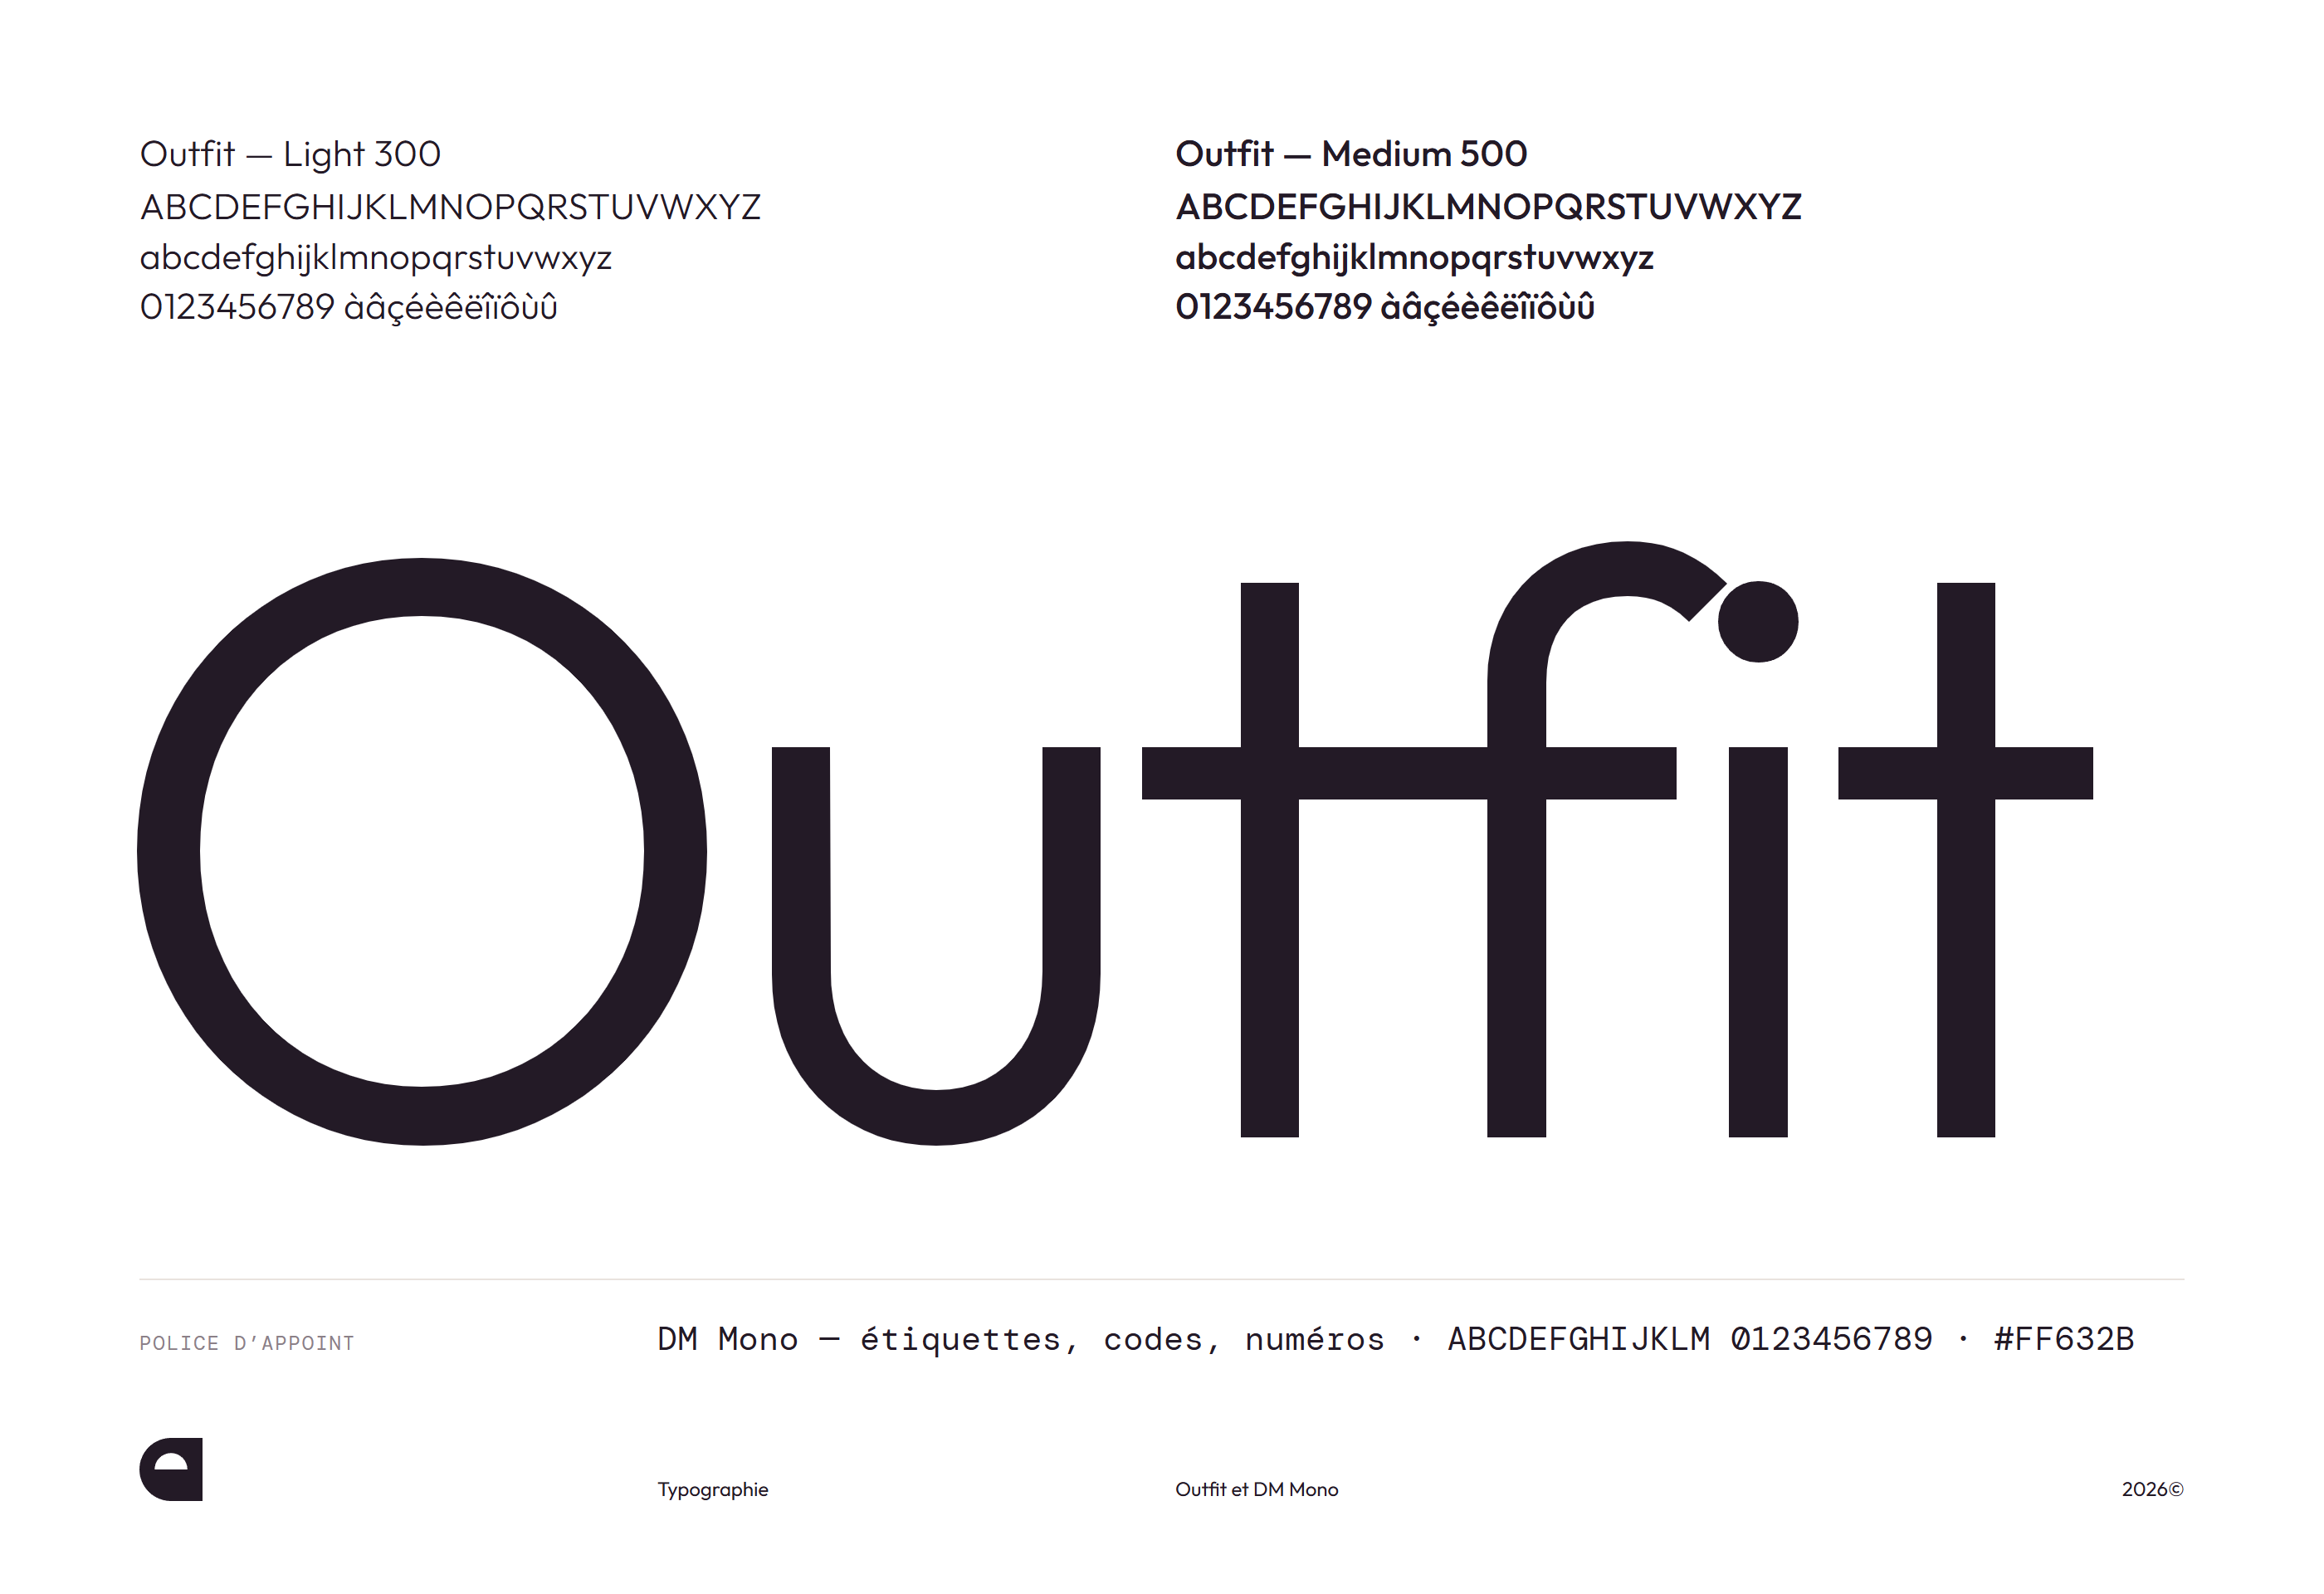 Outfit — Light 300
ABCDEFGHIJKLMNOPQRSTUVWXYZ
abcdefghijklmnopqrstuvwxyz
0123456789 àâçéèêëîïôùû
Outfit — Medium 500
ABCDEFGHIJKLMNOPQRSTUVWXYZ
abcdefghijklmnopqrstuvwxyz
0123456789 àâçéèêëîïôùû
Outfit
POLICE D’APPOINT
DM Mono — étiquettes, codes, numéros · ABCDEFGHIJKLM 0123456789 · #FF632B
Typographie
Outfit et DM Mono
2026©